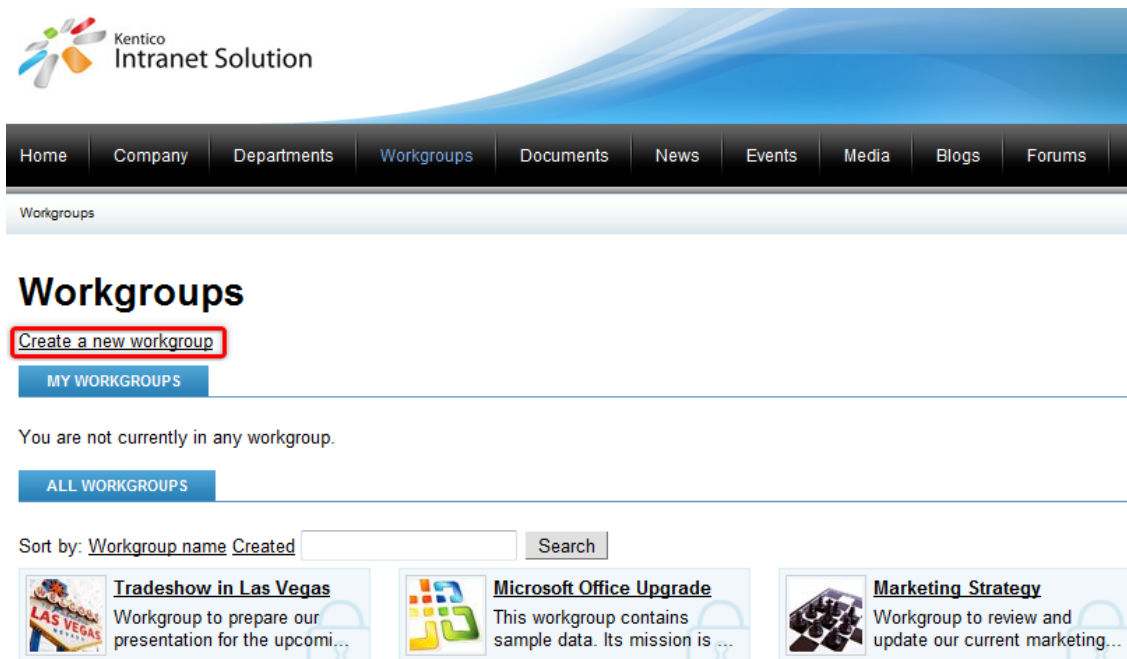 Kentico
Intranet Solution
Home Company Departments Workgroups Documents News Events Media Blogs Forums
Workgroups
Workgroups
Create a new workgroup
MY WORKGROUPS
You are not currently in any workgroup.
ALL WORKGROUPS
Sort by: Workgroup name Created Search
Tradeshow in Las Vegas
Workgroup to prepare our
presentation for the upcomi...
LAS VEGAS
Microsoft Office Upgrade
This workgroup contains
sample data. Its mission is ...
Marketing Strategy
Workgroup to review and
update our current marketing...